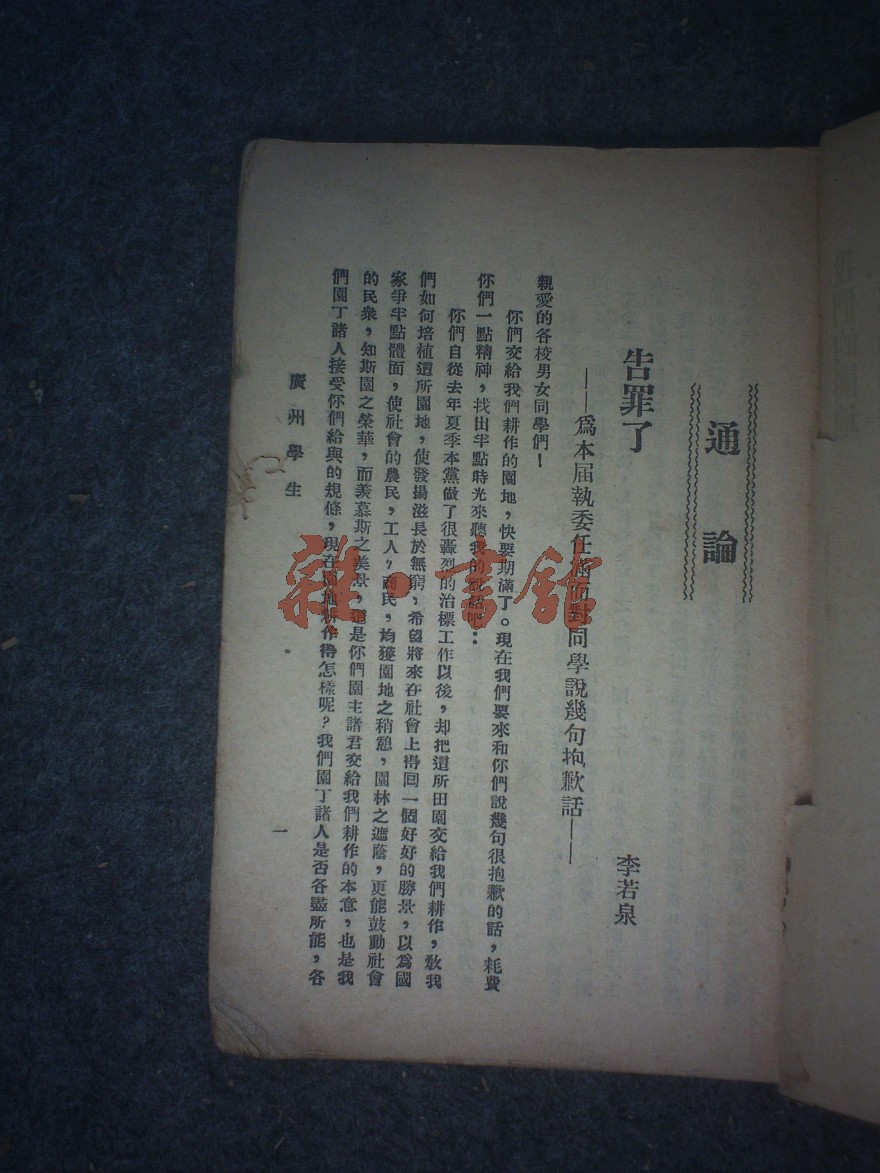 通論
告罪了
——爲本届執委任滿而對同學說幾句抱歉話——
李若泉
親愛的各校男女同學們！
你們交給我們耕作的園地，快要期滿了。現在我們要來和你們說幾句很抱歉的話，耗費
你們一點精神，找出半點時光來聽我的說話吧：
你們自從去年夏季本黨做了很轟烈的治標工作以後，却把這所田園交給我們耕作，敎我
們如何培植這所園地，使發揚滋長於無窮，希望將來在社會上得囘一個好好的勝景，以爲國
家爭半點體面，使社會的農民，工人，商民，均獲園地之稍憩，園林之遮蔭，更能鼓動社會
的民衆，知斯園之榮華，而羨慕斯之美景，這是你們園主諸君交給我們耕作的本意，也是我
們園丁諸人接受你們給與的規條，現在園地耕作得怎樣呢？我們園丁諸人是否各盡所能，各
廣州學生
一
雜·書館